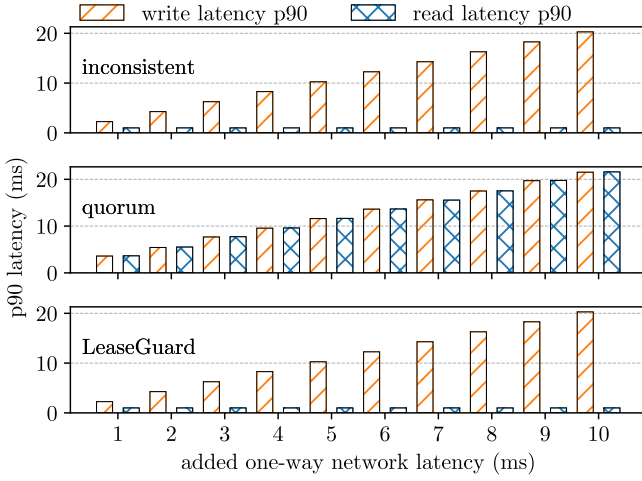 write latency p90 read latency p90
20
10
0
inconsistent
20
10
0
quorum
20
10
0
LeaseGuard
p90 latency (ms)
1 2 3 4 5 6 7 8 9 10
added one-way network latency (ms)